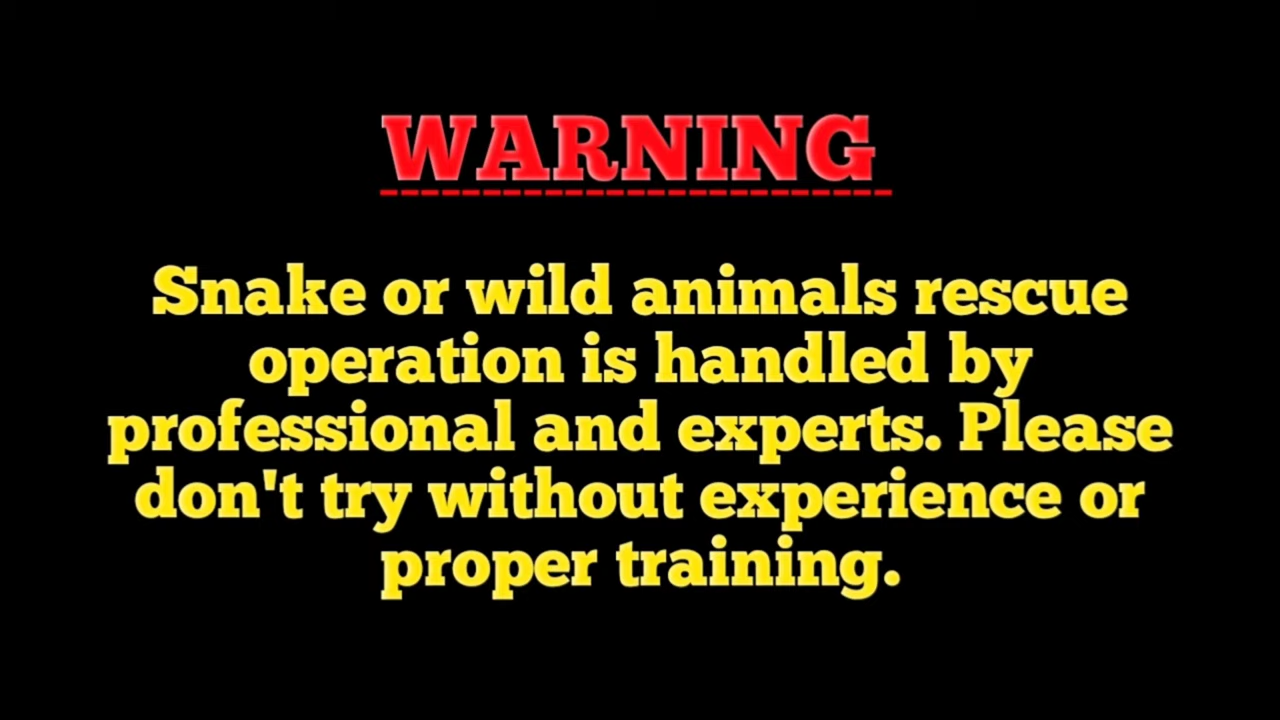 WARNING
Snake or wild animals rescue
operation is handled by
professional and experts. Please
don't try without experience or
proper training.